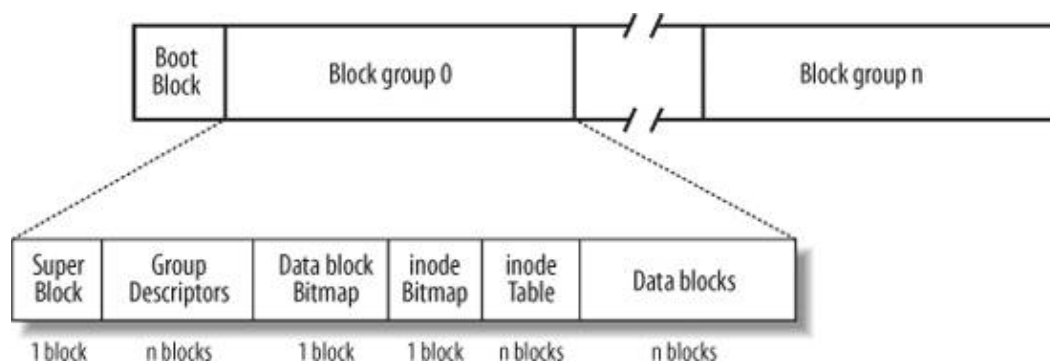 Boot
Block
Block group 0
Block group n
Super
Block
Group
Descriptors
Data block
Bitmap
inode
Bitmap
inode
Table
Data blocks
1 block
n blocks
1 block
1 block
n blocks
n blocks